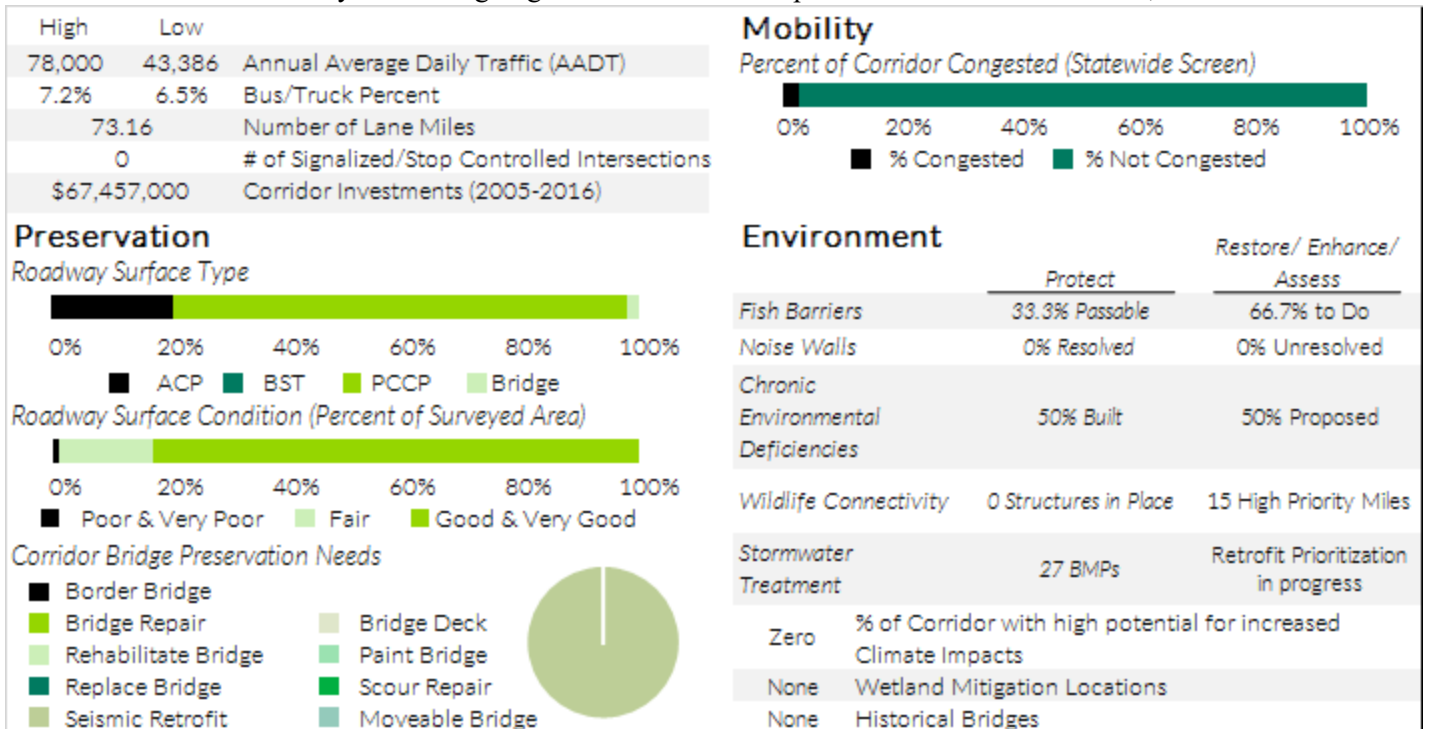 High Low
78,000 43,386 Annual Average Daily Traffic (AADT)
7.2% 6.5% Bus/Truck Percent
73.16 Number of Lane Miles
0 # of Signalized/Stop Controlled Intersections
$67,457,000 Corridor Investments (2005-2016)
Mobility
Percent of Corridor Congested (Statewide Screen)
0% 20% 40% 60% 80% 100%
% Congested % Not Congested
Preservation
Roadway Surface Type
0% 20% 40% 60% 80% 100%
ACP BST PCCP Bridge
Roadway Surface Condition (Percent of Surveyed Area)
0% 20% 40% 60% 80% 100%
Poor & Very Poor Fair Good & Very Good
Corridor Bridge Preservation Needs
Border Bridge
Bridge Repair Bridge Deck
Rehabilitate Bridge Paint Bridge
Replace Bridge Scour Repair
Seismic Retrofit Moveable Bridge
Environment
Restore/ Enhance/
Protect Assess
Fish Barriers 33.3% Passable 66.7% to Do
Noise Walls 0% Resolved 0% Unresolved
Chronic
Environmental 50% Built 50% Proposed
Deficiencies
Wildlife Connectivity 0 Structures in Place 15 High Priority Miles
Stormwater Retrofit Prioritization
Treatment 27 BMPs in progress
Zero % of Corridor with high potential for increased
Climate Impacts
None Wetland Mitigation Locations
None Historical Bridges